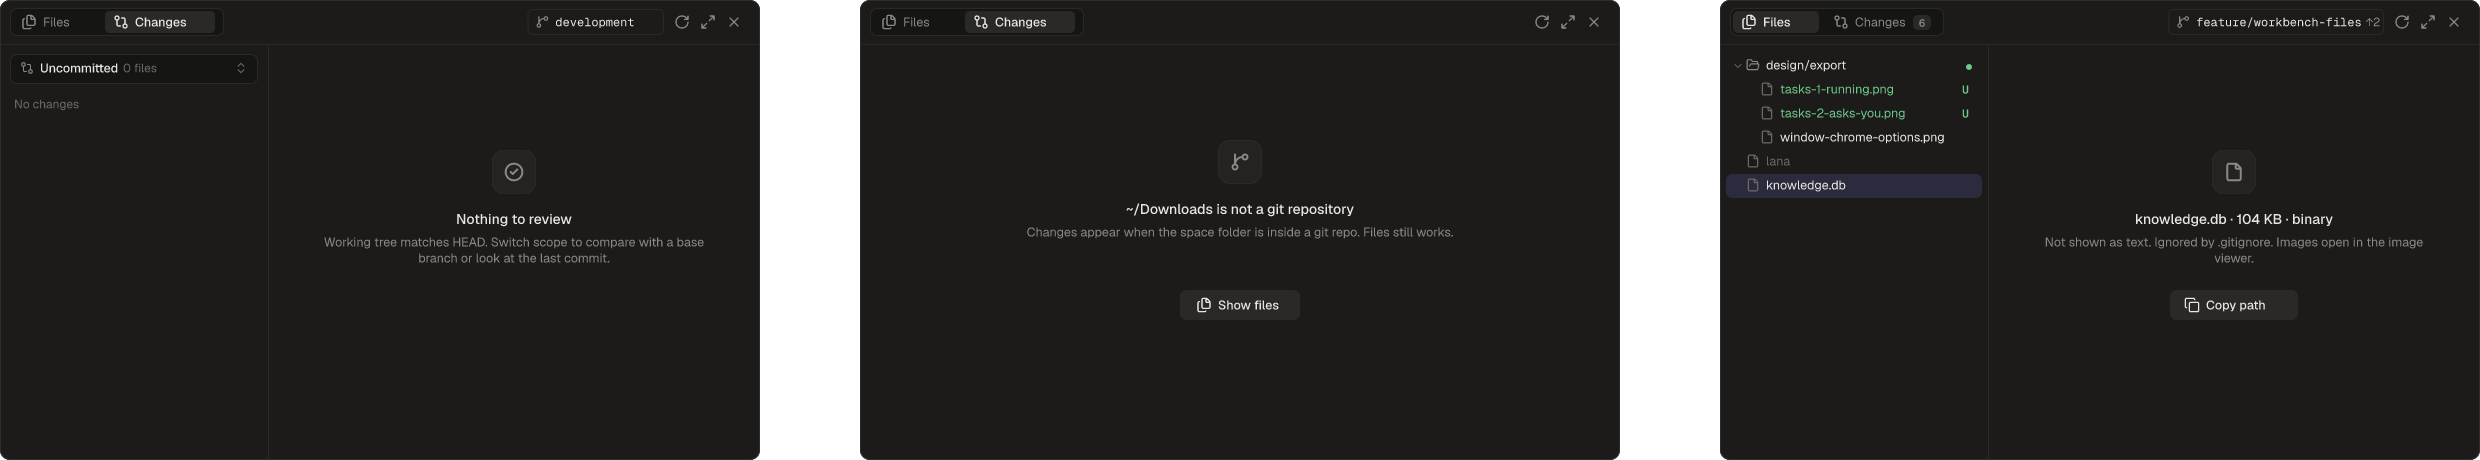 Files
Changes
development
Uncommitted 0 files
No changes
Nothing to review
Working tree matches HEAD. Switch scope to compare with a base
branch or look at the last commit.
Files
Changes
~/Downloads is not a git repository
Changes appear when the space folder is inside a git repo. Files still works.
Show files
Files
Changes 6
feature/workbench-files ↑2
design/export
tasks-1-running.png U
tasks-2-asks-you.png U
window-chrome-options.png
lana
knowledge.db
knowledge.db · 104 KB · binary
Not shown as text. Ignored by .gitignore. Images open in the image
viewer.
Copy path